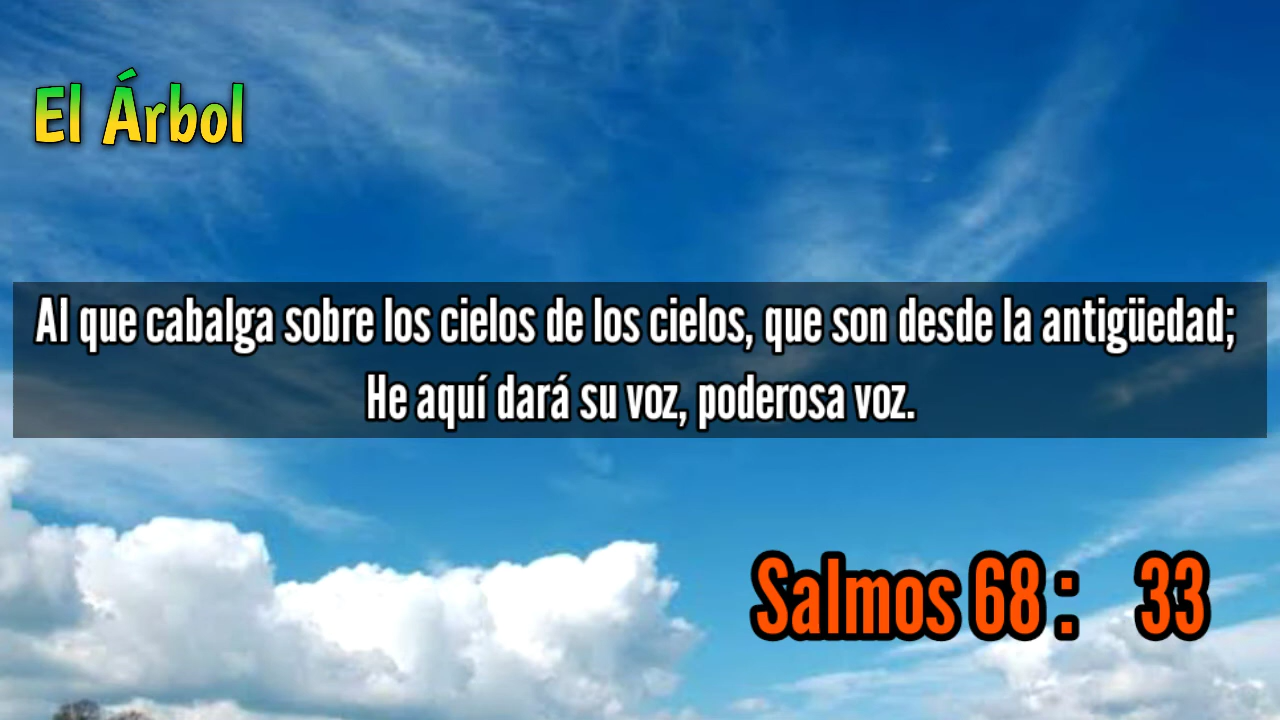 El Árbol
Al que cabalga sobre los cielos de los cielos, que son desde la antigüedad;
He aquí dará su voz, poderosa voz.
Salmos 68 : 33